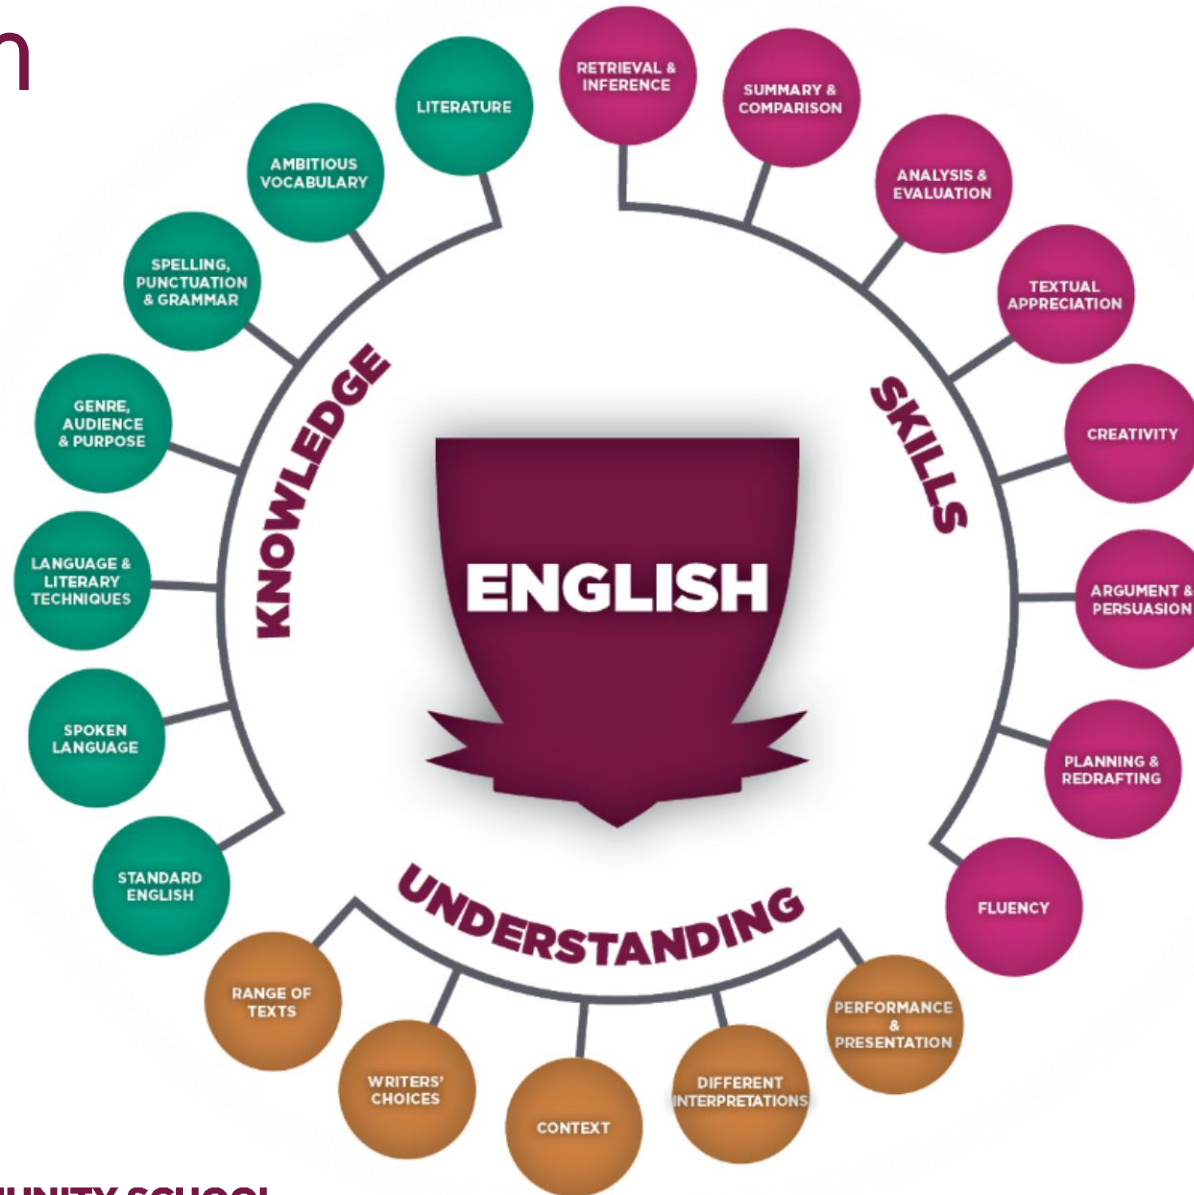 LITERATURE
AMBITIOUS
VOCABULARY
SPELLING,
PUNCTUATION
& GRAMMAR
GENRE,
AUDIENCE
& PURPOSE
LANGUAGE &
LITERARY
TECHNIQUES
SPOKEN
LANGUAGE
STANDARD
ENGLISH
KNOWLEDGE
RETRIEVAL &
INFERENCE
SUMMARY &
COMPARISON
ANALYSIS &
EVALUATION
TEXTUAL
APPRECIATION
CREATIVITY
ARGUMENT &
PERSUASION
PLANNING &
REDRAFTING
FLUENCY
SKILLS
ENGLISH
UNDERSTANDING
RANGE OF
TEXTS
WRITERS’
CHOICES
CONTEXT
DIFFERENT
INTERPRETATIONS
PERFORMANCE
&
PRESENTATION
SCHOOL